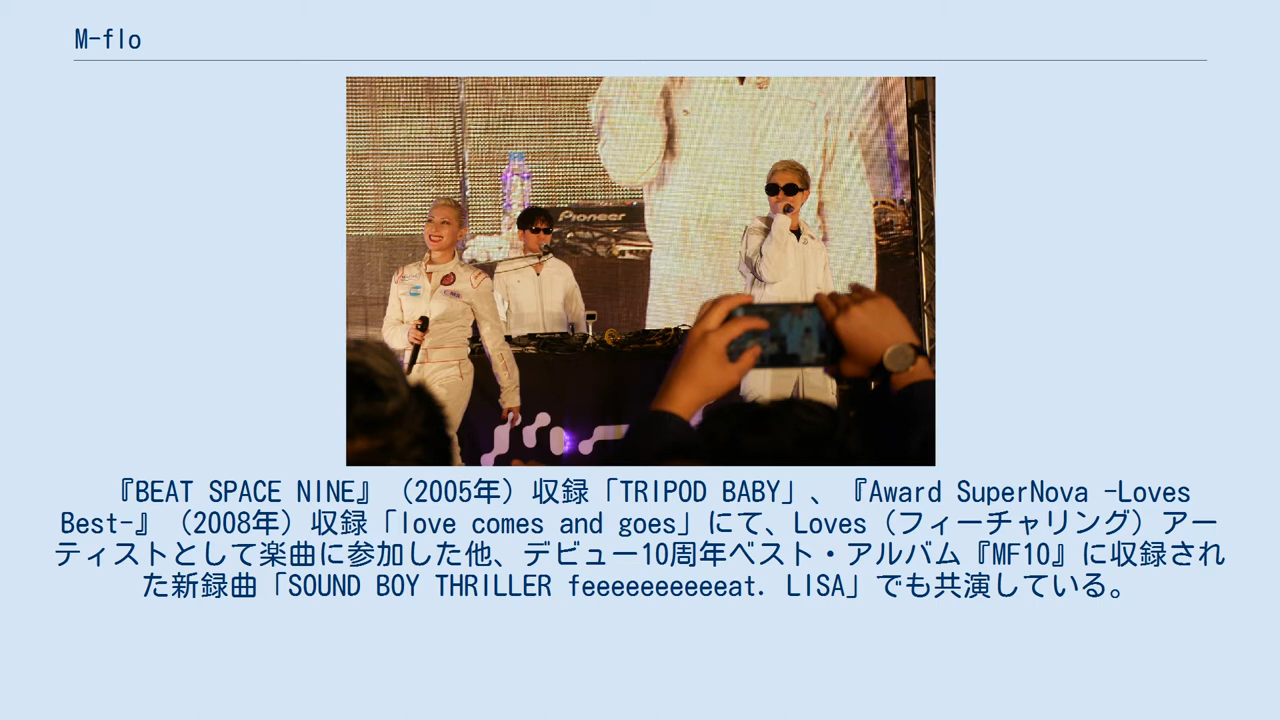 M-flo
Pioneer
『BEAT SPACE NINE』（2005年）収録「TRIPOD BABY」、『Award SuperNova -Loves
Best-』（2008年）収録「love comes and goes」にて、Loves（フィーチャリング）アー
ティストとして楽曲に参加した他、デビュー10周年ベスト・アルバム『MF10』に収録され
た新録曲「SOUND BOY THRILLER feeeeeeeeeeat. LISA」でも共演している。